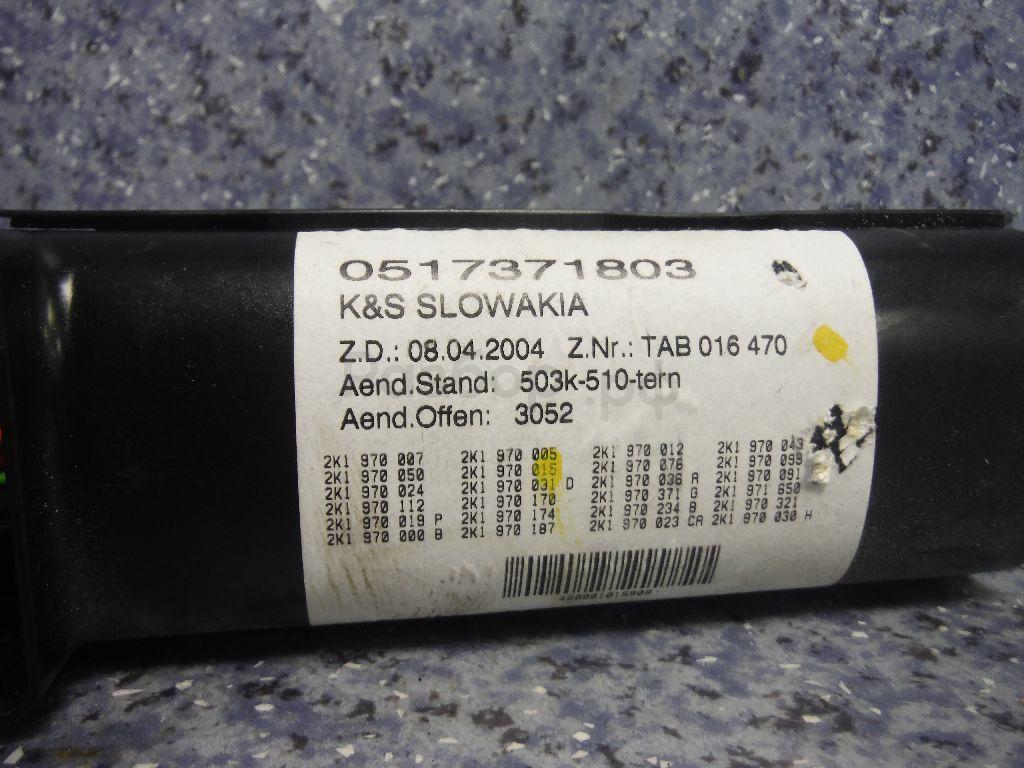 0517371803
K&S SLOWAKIA
Z.D.: 08.04.2004 Z.Nr.: TAB 016 470
Aend.Stand: 503k-510-tern
Aend.Offen: 3052
2K1 970 007 2K1 970 005 2K1 970 012 2K1 970 043
2K1 970 050 2K1 970 015 2K1 970 076 2K1 970 099
2K1 970 024 2K1 970 031 D 2K1 970 036 A 2K1 970 091
2K1 970 112 2K1 970 170 2K1 970 371 G 2K1 971 650
2K1 970 019 P 2K1 970 174 2K1 970 234 B 2K1 970 321
2K1 970 000 B 2K1 970 187 2K1 970 023 CA 2K1 970 030 H